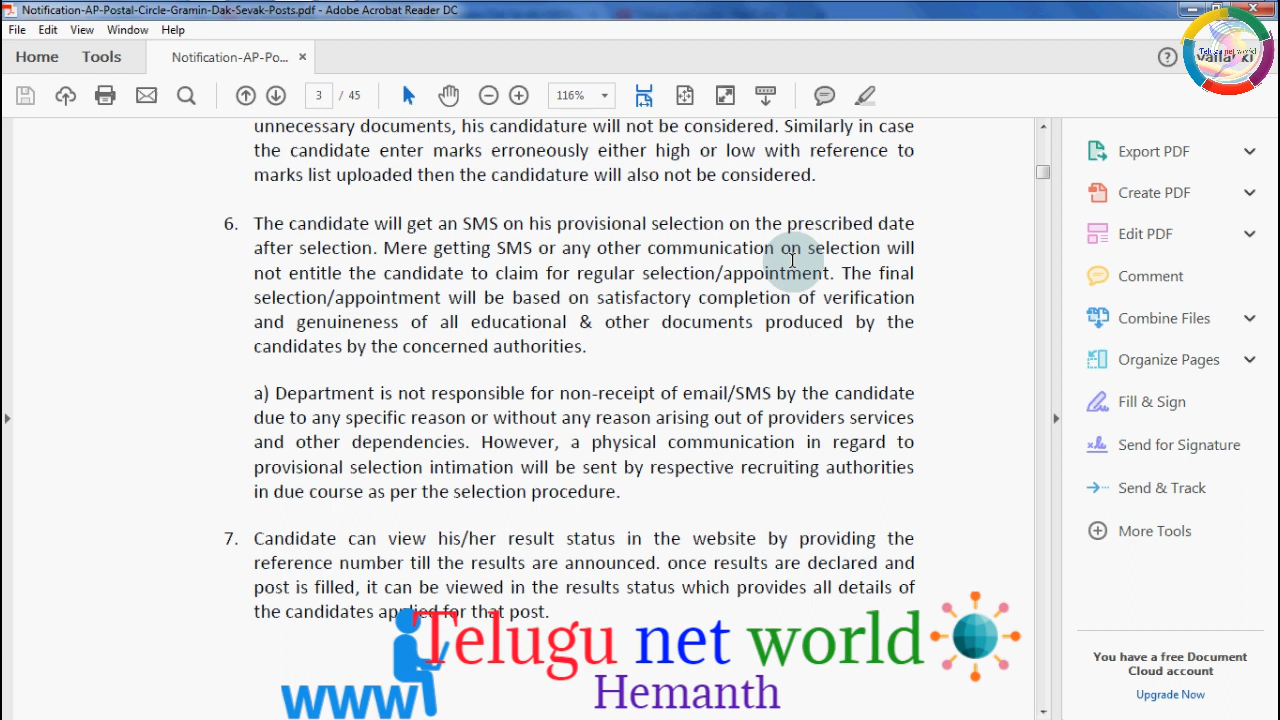 Notification-AP-Postal-Circle-Gramin-Dak-Sevak-Posts.pdf - Adobe Acrobat Reader DC
File Edit View Window Help
Home Tools Notification-AP-Po... ×
3 / 45 116%
unnecessary documents, his candidature will not be considered. Similarly in case
the candidate enter marks erroneously either high or low with reference to
marks list uploaded then the candidature will also not be considered.
6. The candidate will get an SMS on his provisional selection on the prescribed date
after selection. Mere getting SMS or any other communication on selection will
not entitle the candidate to claim for regular selection/appointment. The final
selection/appointment will be based on satisfactory completion of verification
and genuineness of all educational & other documents produced by the
candidates by the concerned authorities.
a) Department is not responsible for non-receipt of email/SMS by the candidate
due to any specific reason or without any reason arising out of providers services
and other dependencies. However, a physical communication in regard to
provisional selection intimation will be sent by respective recruiting authorities
in due course as per the selection procedure.
7. Candidate can view his/her result status in the website by providing the
reference number till the results are announced. once results are declared and
post is filled, it can be viewed in the results status which provides all details of
the candidates applied for that post.
Telugu net world
www Hemanth
Telugu net world
Export PDF
Create PDF
Edit PDF
Comment
Combine Files
Organize Pages
Fill & Sign
Send for Signature
Send & Track
More Tools
You have a free Document
Cloud account
Upgrade Now